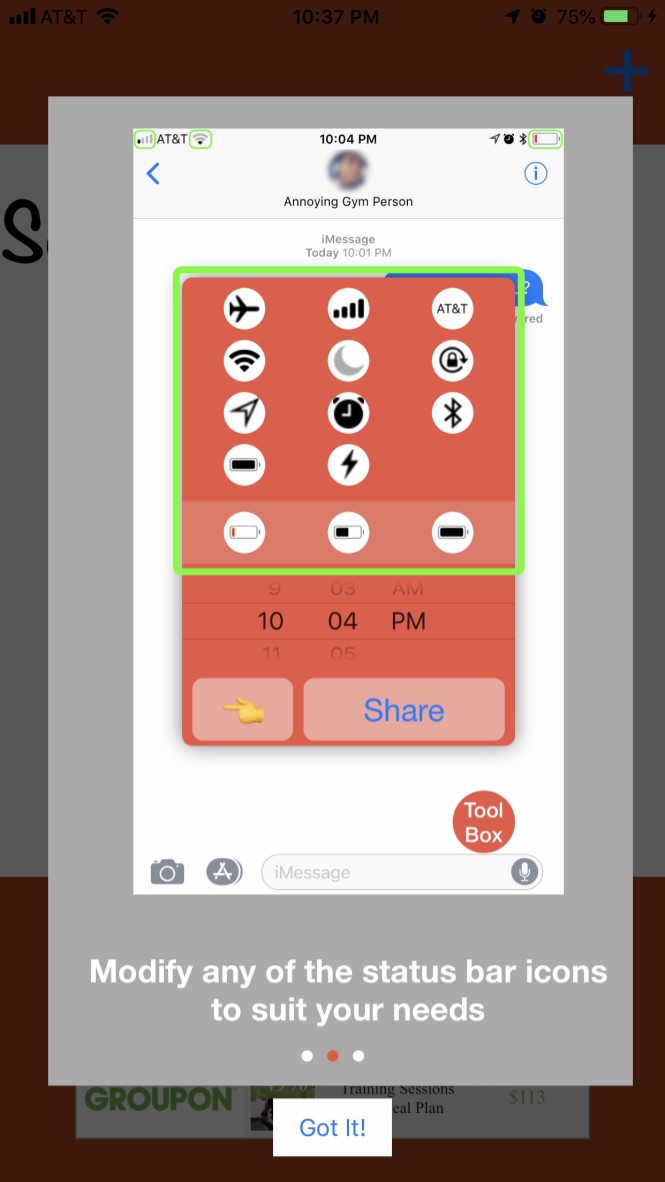 AT&T 10:37 PM 75%
AT&T 10:04 PM
Annoying Gym Person
iMessage
Today 10:01 PM
?
AT&T
9 03 AM
10 04 PM
11 05
Share
Tool
Box
iMessage
Modify any of the status bar icons
to suit your needs
GROUPON
Training Sessions
eal Plan
$113
Got It!